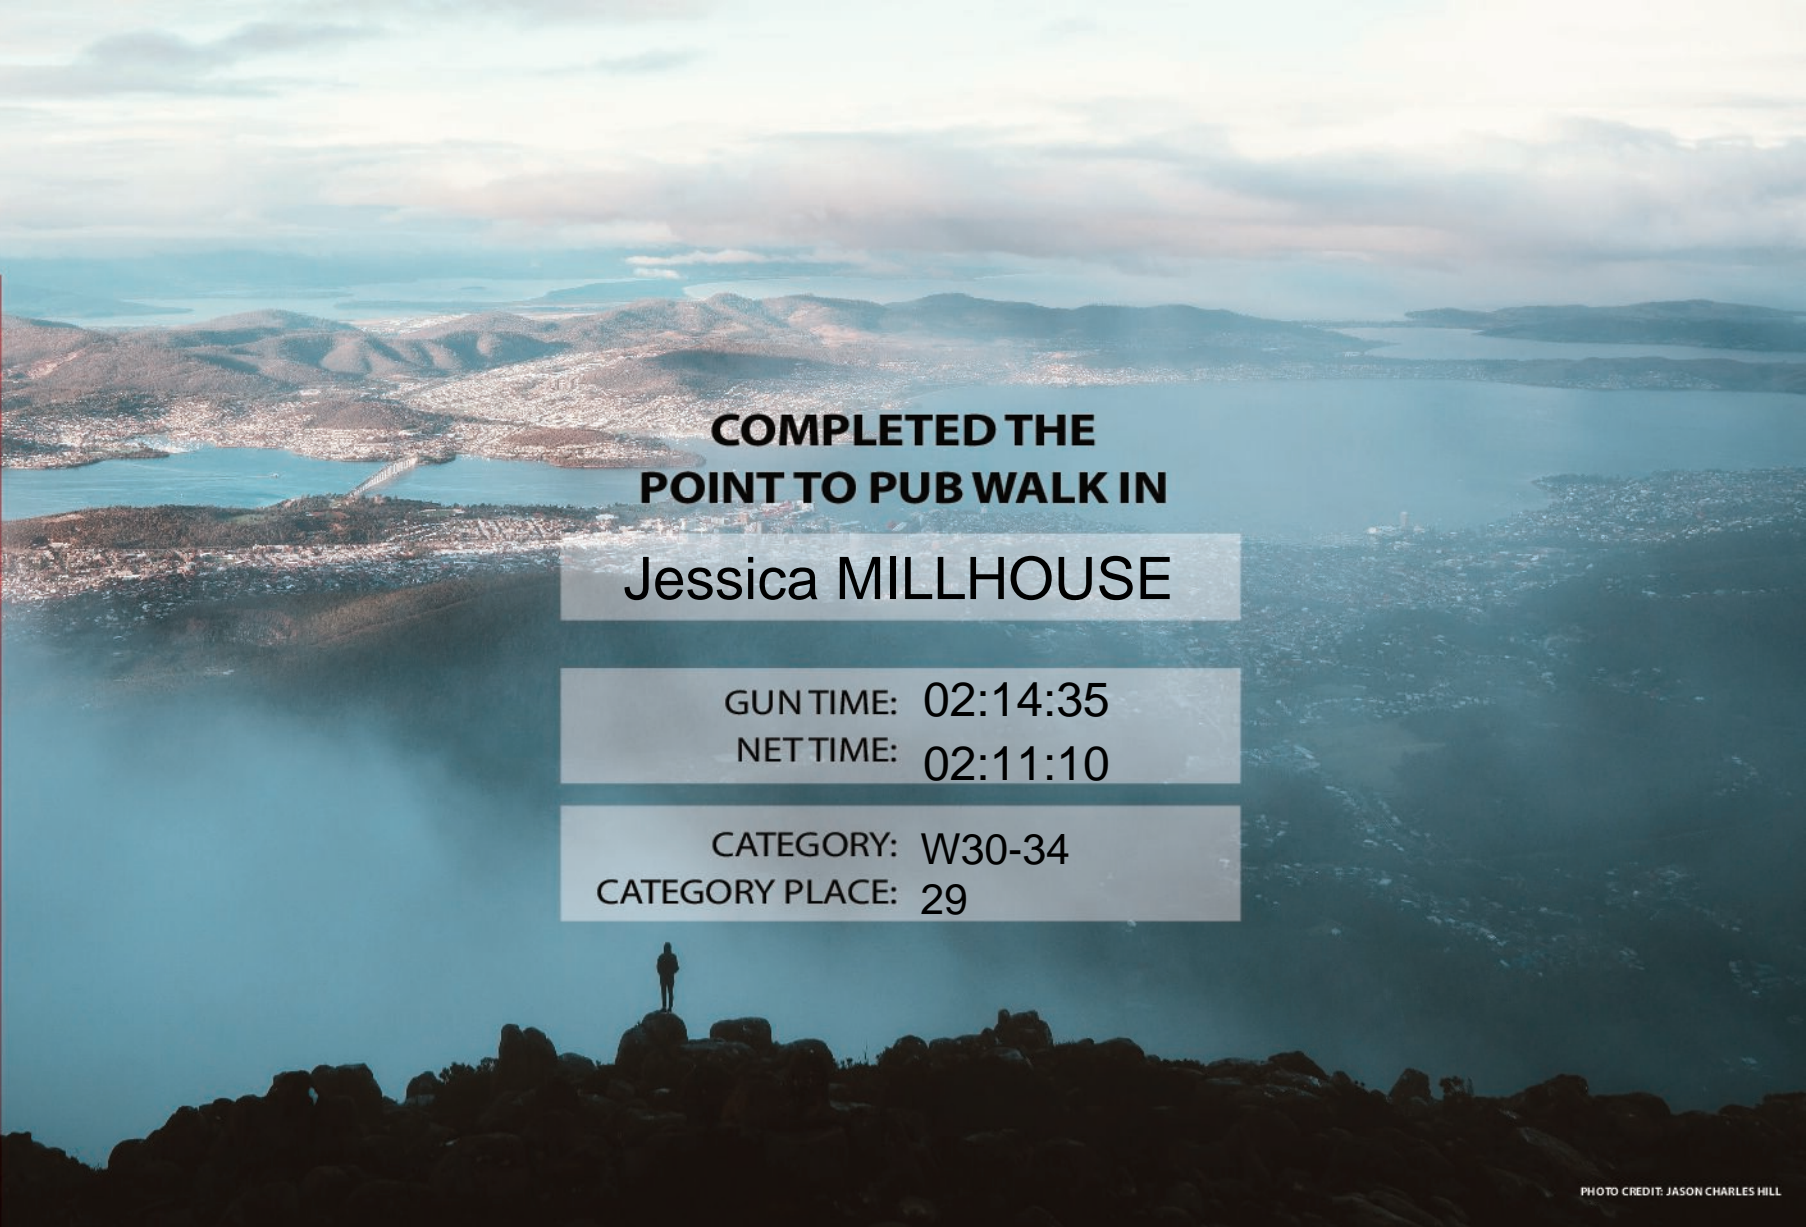 COMPLETED THE
POINT TO PUB WALK IN
Jessica MILLHOUSE
GUN TIME: 02:14:35
NET TIME: 02:11:10
CATEGORY: W30-34
CATEGORY PLACE: 29
PHOTO CREDIT: JASON CHARLES HILL